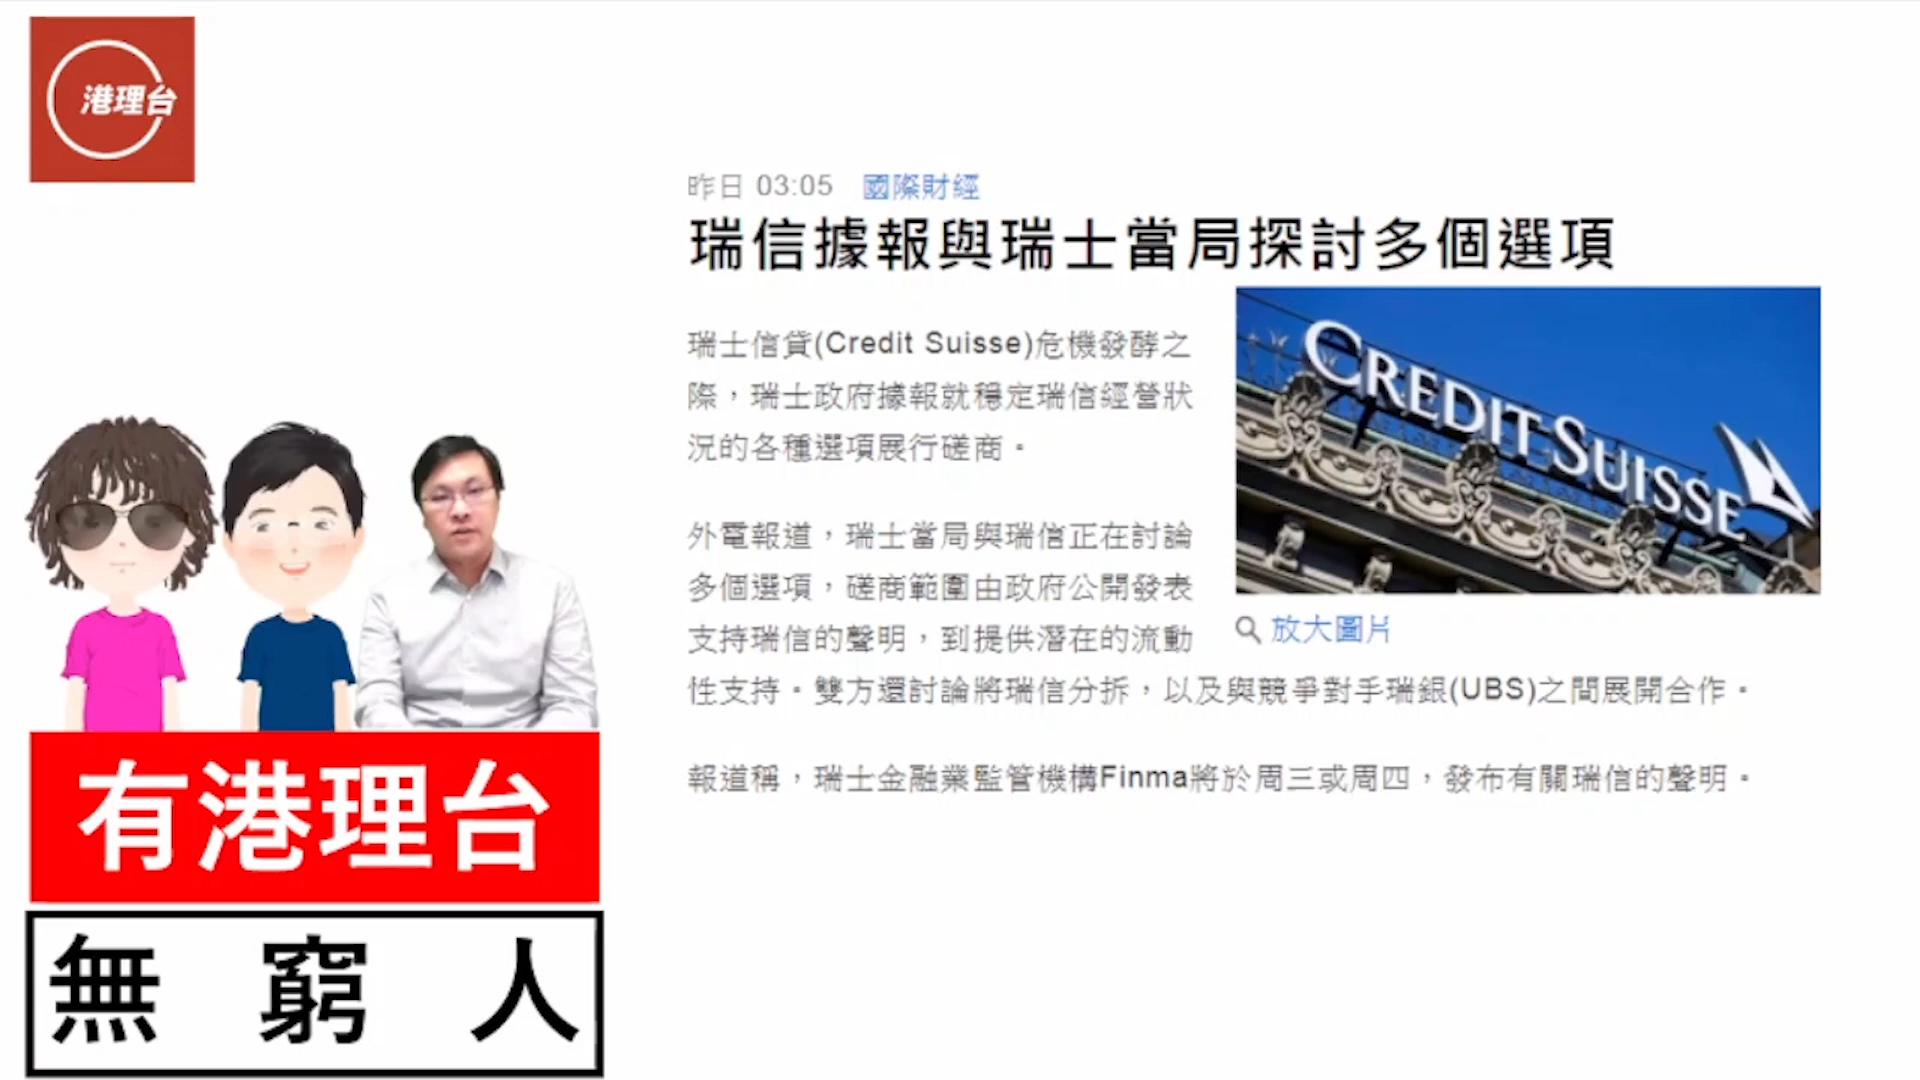 港理台
昨日 03:05 國際財經
瑞信據報與瑞士當局探討多個選項
瑞士信貸(Credit Suisse)危機發酵之
際，瑞士政府據報就穩定瑞信經營狀
況的各種選項展行磋商。
外電報道，瑞士當局與瑞信正在討論
多個選項，磋商範圍由政府公開發表
支持瑞信的聲明，到提供潛在的流動
性支持。雙方還討論將瑞信分拆，以及與競爭對手瑞銀(UBS)之間展開合作。
報道稱，瑞士金融業監管機構Finma將於周三或周四，發布有關瑞信的聲明。
CREDIT SUISSE
放大圖片
有港理台
無窮人